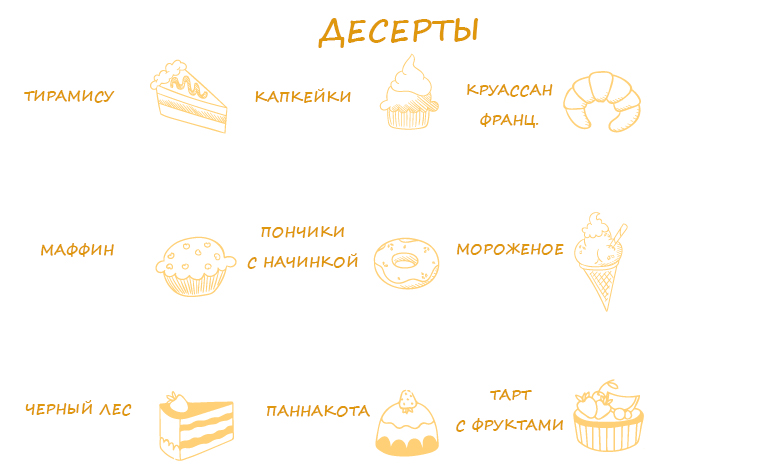 ДЕСЕРТЫ
ТИРАМИСУ
КАПКЕЙКИ
КРУАССАН
ФРАНЦ.
МАФФИН
ПОНЧИКИ
С НАЧИНКОЙ
МОРОЖЕНОЕ
ЧЕРНЫЙ ЛЕС
ПАННАКОТА
ТАРТ
С ФРУКТАМИ